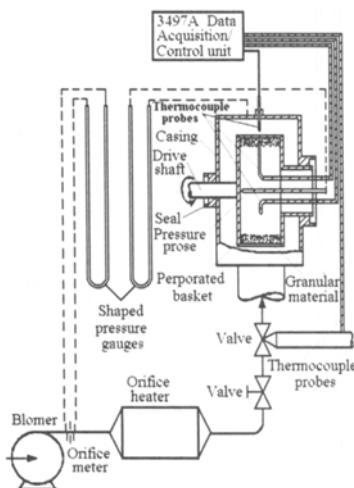 3497A Data
Acquisition/
Control unit
Thermocouple
probes
Casing
Drive
shaft
Seal
Pressure
prose
Perporated
basket
Granular
material
Shaped
pressure
gauges
Valve
Thermocouple
probes
Orifice
heater
Valve
Blomer
Orifice
meter